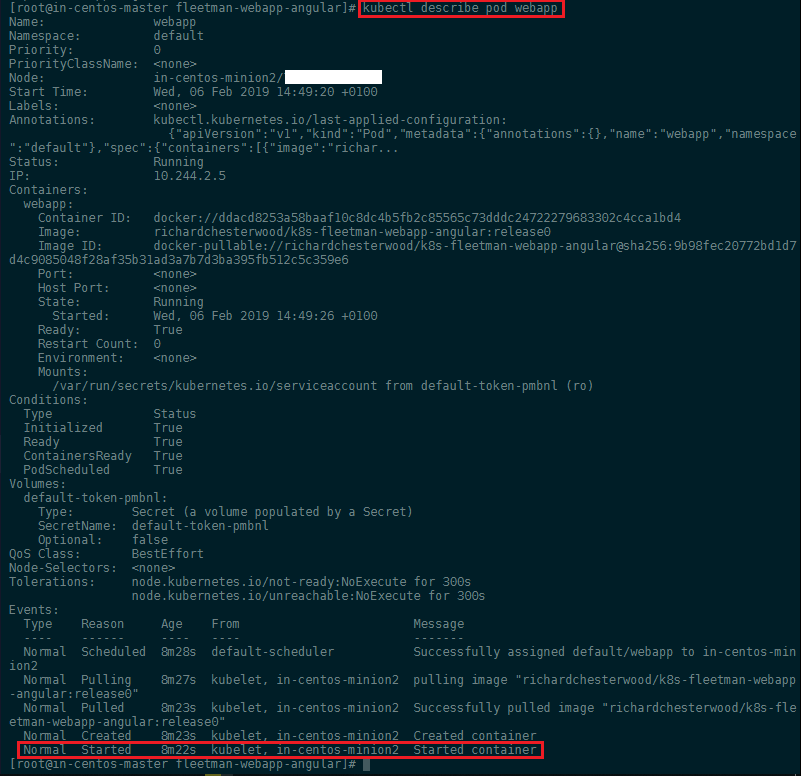 [root@in-centos-master fleetman-webapp-angular]# kubectl describe pod webapp
Name:               webapp
Namespace:          default
Priority:           0
PriorityClassName:  <none>
Node:               in-centos-minion2/
Start Time:         Wed, 06 Feb 2019 14:49:20 +0100
Labels:             <none>
Annotations:        kubectl.kubernetes.io/last-applied-configuration:
                      {"apiVersion":"v1","kind":"Pod","metadata":{"annotations":{},"name":"webapp","namespace
":"default"},"spec":{"containers":[{"image":"richar...
Status:             Running
IP:                 10.244.2.5
Containers:
  webapp:
    Container ID:   docker://ddacd8253a58baaf10c8dc4b5fb2c85565c73dddc24722279683302c4cca1bd4
    Image:          richardchesterwood/k8s-fleetman-webapp-angular:release0
    Image ID:       docker-pullable://richardchesterwood/k8s-fleetman-webapp-angular@sha256:9b98fec20772bd1d7
d4c9085048f28af35b31ad3a7b7d3ba395fb512c5c359e6
    Port:           <none>
    Host Port:      <none>
    State:          Running
      Started:      Wed, 06 Feb 2019 14:49:26 +0100
    Ready:          True
    Restart Count:  0
    Environment:    <none>
    Mounts:
      /var/run/secrets/kubernetes.io/serviceaccount from default-token-pmbnl (ro)
Conditions:
  Type              Status
  Initialized       True
  Ready             True
  ContainersReady   True
  PodScheduled      True
Volumes:
  default-token-pmbnl:
    Type:        Secret (a volume populated by a Secret)
    SecretName:  default-token-pmbnl
    Optional:    false
QoS Class:       BestEffort
Node-Selectors:  <none>
Tolerations:     node.kubernetes.io/not-ready:NoExecute for 300s
                 node.kubernetes.io/unreachable:NoExecute for 300s
Events:
  Type    Reason     Age    From                        Message
  ----    ------     ----   ----                        -------
  Normal  Scheduled  8m28s  default-scheduler           Successfully assigned default/webapp to in-centos-min
ion2
  Normal  Pulling    8m27s  kubelet, in-centos-minion2  pulling image "richardchesterwood/k8s-fleetman-webapp
-angular:release0"
  Normal  Pulled     8m23s  kubelet, in-centos-minion2  Successfully pulled image "richardchesterwood/k8s-fle
etman-webapp-angular:release0"
  Normal  Created    8m23s  kubelet, in-centos-minion2  Created container
  Normal  Started    8m22s  kubelet, in-centos-minion2  Started container
[root@in-centos-master fleetman-webapp-angular]#